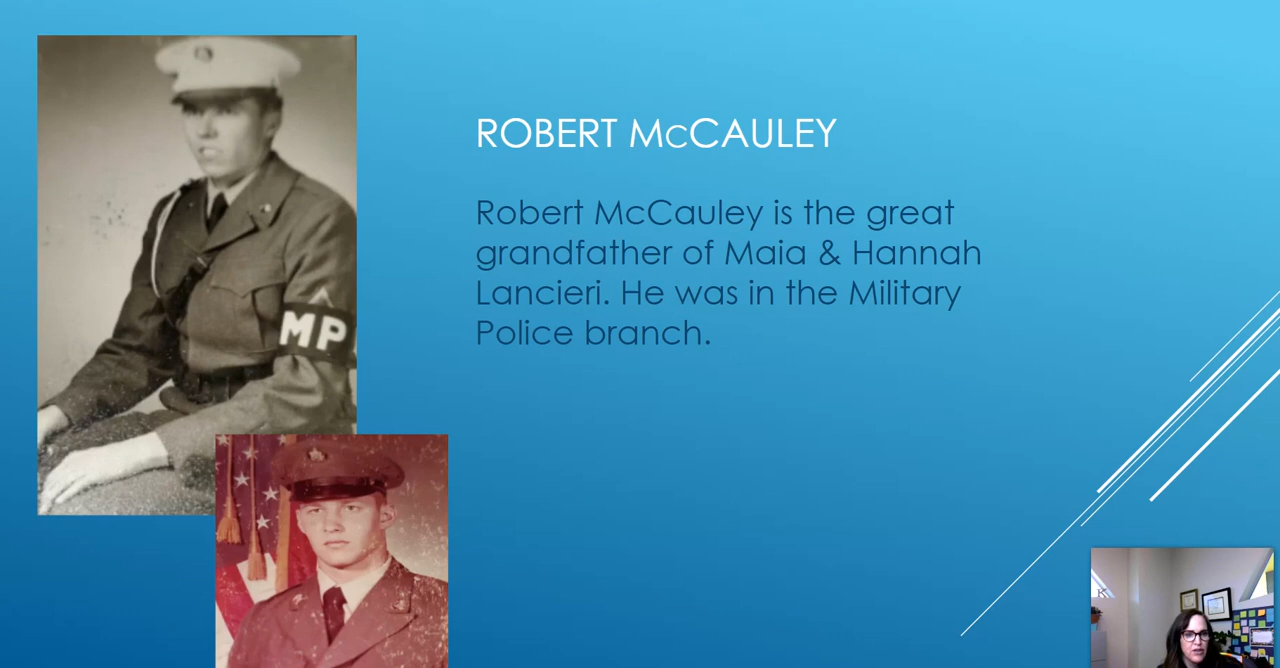 ROBERT McCAULEY
Robert McCauley is the great
grandfather of Maia & Hannah
Lancieri. He was in the Military
Police branch.
MP